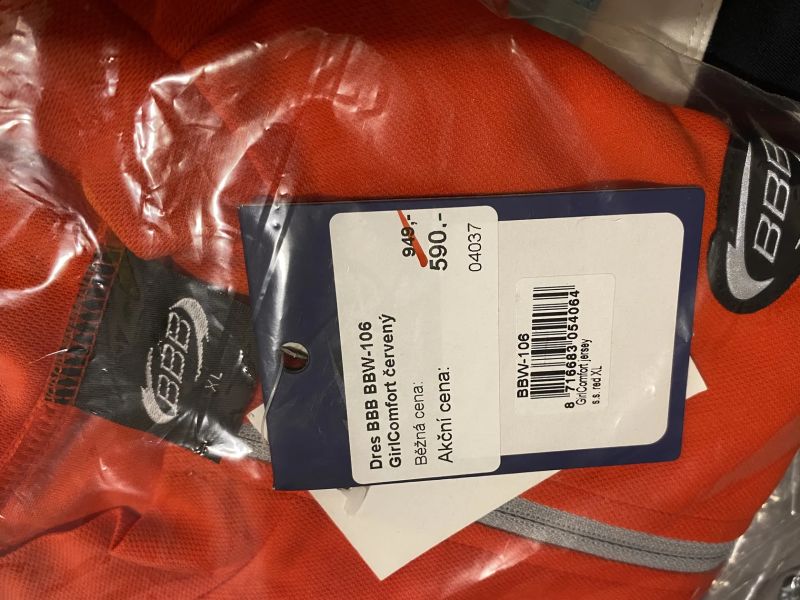 Dres BBB BBW-106
GirlComfort červený
Běžná cena: 949,-
Akční cena: 590.-
04037
BBW-106
8 716683 054064
GirlComfort jersey
s.s. red XL
BBB
XL
BBB